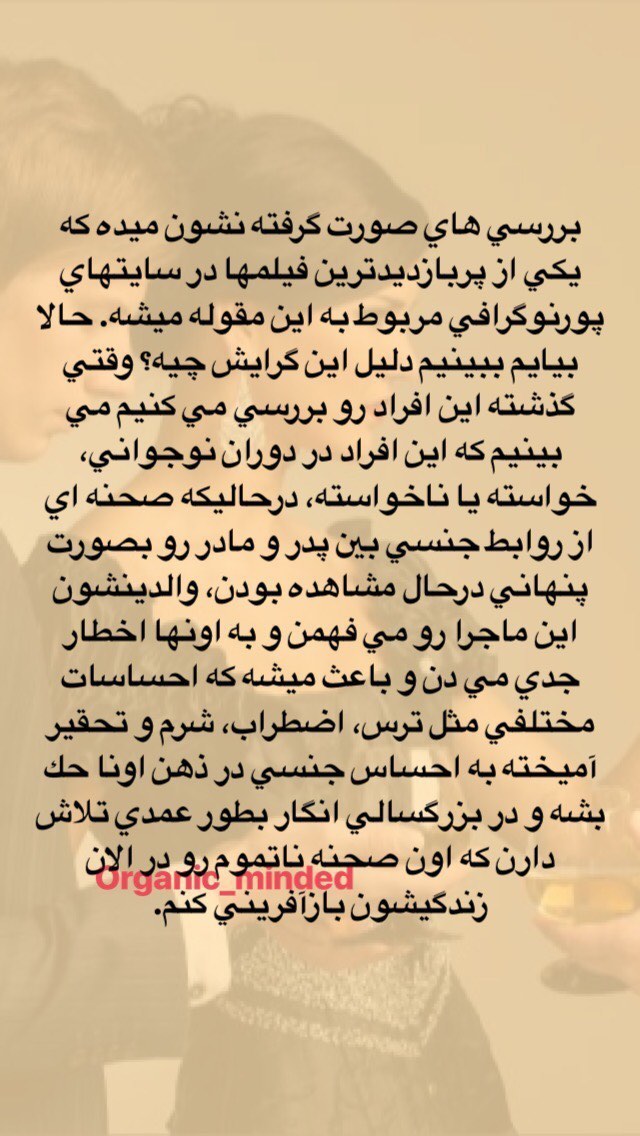 بررسي هاي صورت گرفته نشون ميده كه
يكي از پربازديدترين فيلمها در سايتهاي
پورنوگرافي مربوط به اين مقوله ميشه. حالا
بيايم ببينيم دليل اين گرايش چيه؟ وقتي
گذشته اين افراد رو بررسي مي كنيم مي
بينيم كه اين افراد در دوران نوجواني،
خواسته يا ناخواسته، درحاليكه صحنه اي
از روابط جنسي بين پدر و مادر رو بصورت
پنهاني درحال مشاهده بودن، والدينشون
اين ماجرا رو مي فهمن و به اونها اخطار
جدي مي دن و باعث ميشه كه احساسات
مختلفي مثل ترس، اضطراب، شرم و تحقير
آميخته به احساس جنسي در ذهن اونا حك
بشه و در بزرگسالي انگار بطور عمدي تلاش
دارن كه اون صحنه ناتموم رو در الان
Organic_minded
زندگيشون بازآفريني كنم.